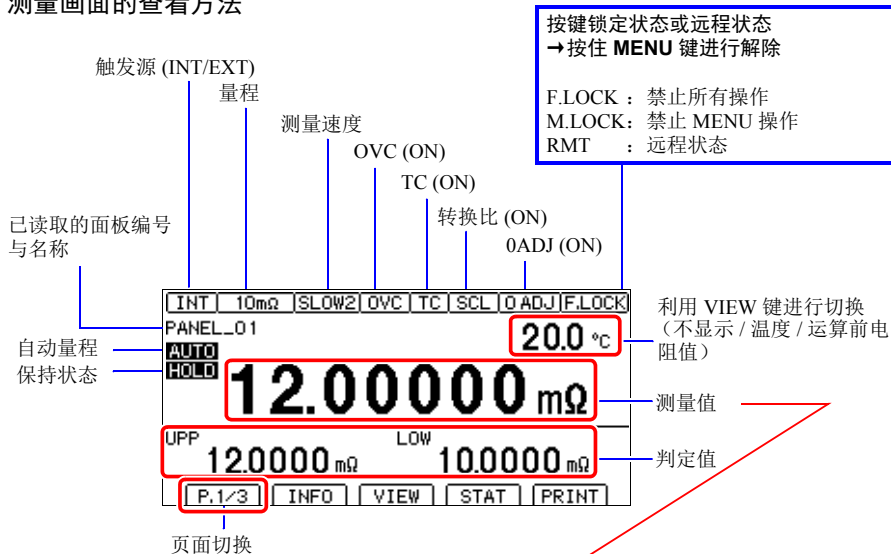 测量画面的查看方法
按键锁定状态或远程状态
→按住 MENU 键进行解除
F.LOCK ：禁止所有操作
M.LOCK：禁止 MENU 操作
RMT ：远程状态
触发源 (INT/EXT)
量程
测量速度
OVC (ON)
TC (ON)
转换比 (ON)
0ADJ (ON)
已读取的面板编号
与名称
INT 10mΩ SLOW2 OVC TC SCL 0 ADJ F.LOCK
PANEL_01
20.0 ℃
利用 VIEW 键进行切换
（不显示 / 温度 / 运算前电
阻值）
自动量程
AUTO
保持状态
HOLD
12.00000 mΩ
测量值
UPP
12.0000 mΩ
LOW
10.0000 mΩ
判定值
P.1/3 INFO VIEW STAT PRINT
页面切换